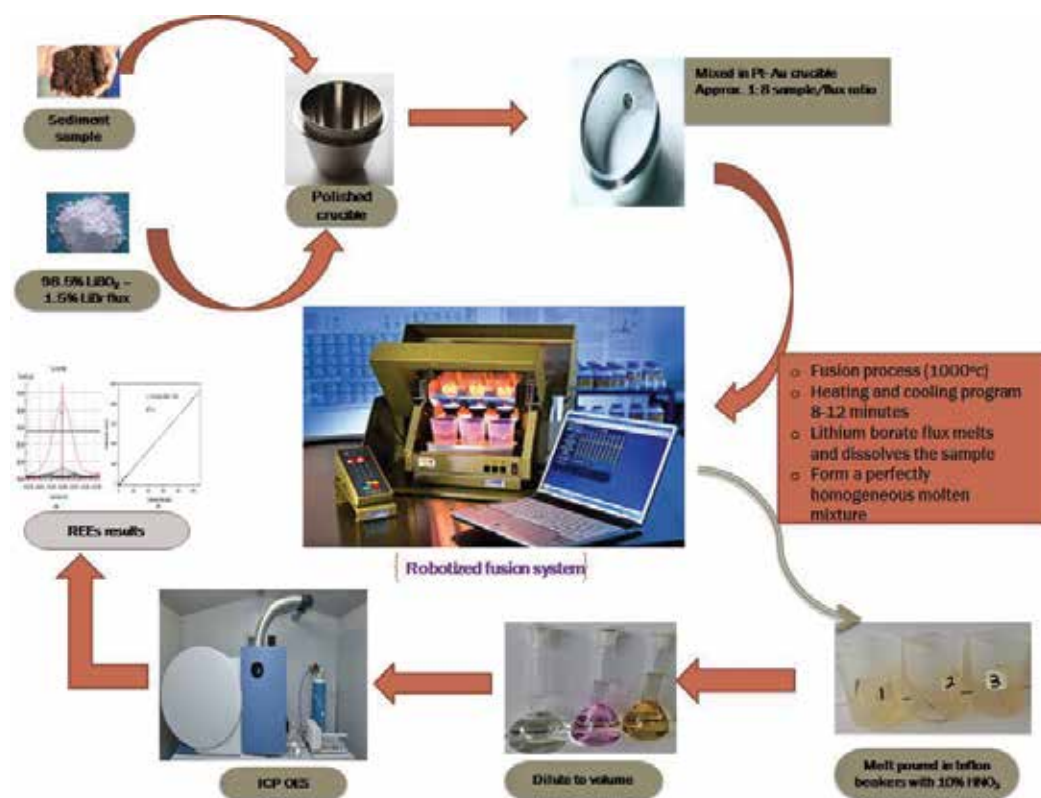 Sediment
sample
Polished
crucible
Mixed in Pt-Au crucible
Approx. 1:8 sample/flux ratio
98.5% LiBO₂ –
1.5% LiBr flux
o Fusion process (1000ºc)
o Heating and cooling program
8-12 minutes
o Lithium borate flux melts
and dissolves the sample
o Form a perfectly
homogeneous molten
mixture
REEs results
Robotized fusion system
1
2
3
ICP OES
Dilute to volume
Melt poured in teflon
beakers with 10% HNO₃